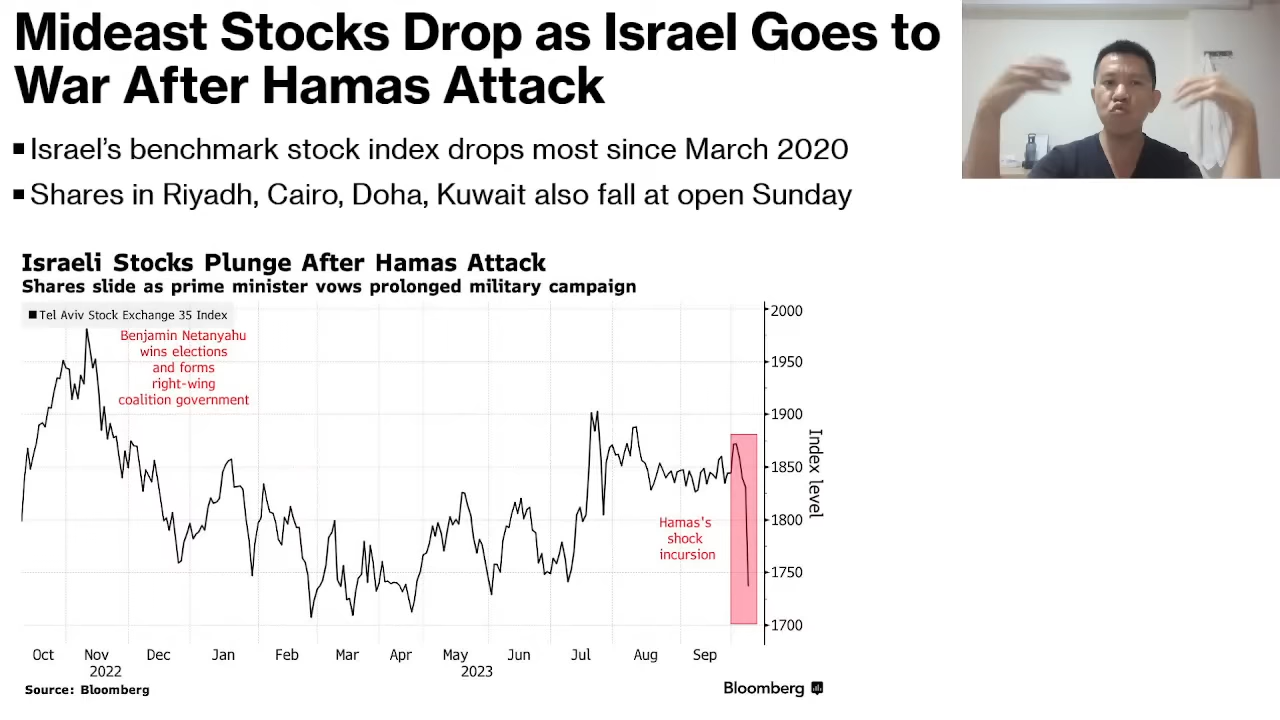 Mideast Stocks Drop as Israel Goes to
War After Hamas Attack
▪ Israel’s benchmark stock index drops most since March 2020
▪ Shares in Riyadh, Cairo, Doha, Kuwait also fall at open Sunday
Israeli Stocks Plunge After Hamas Attack
Shares slide as prime minister vows prolonged military campaign
Tel Aviv Stock Exchange 35 Index
Benjamin Netanyahu
wins elections
and forms
right-wing
coalition government
Hamas's
shock
incursion
2000
1950
1900
1850
1800
1750
1700
Index level
Oct Nov Dec Jan Feb Mar Apr May Jun Jul Aug Sep
2022 2023
Source: Bloomberg
Bloomberg